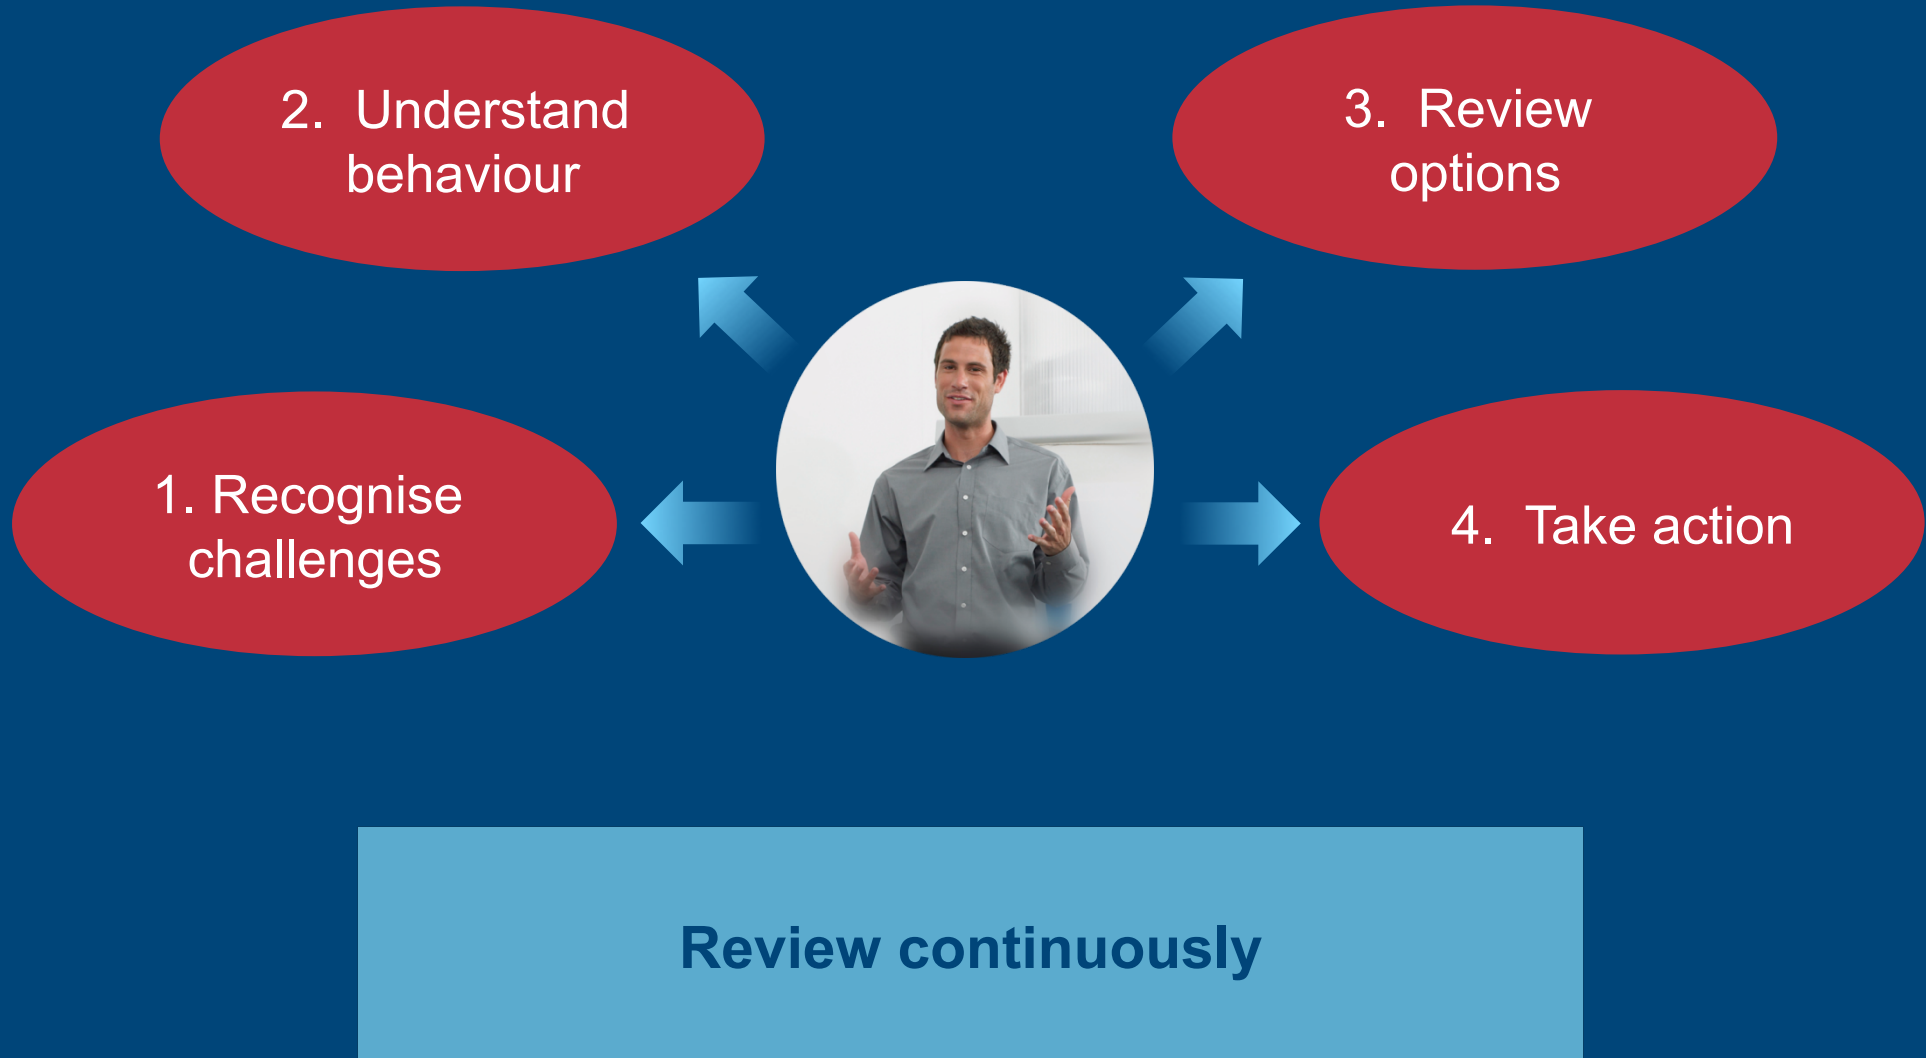 2. Understand
behaviour
3. Review
options
1. Recognise
challenges
4. Take action
Review continuously